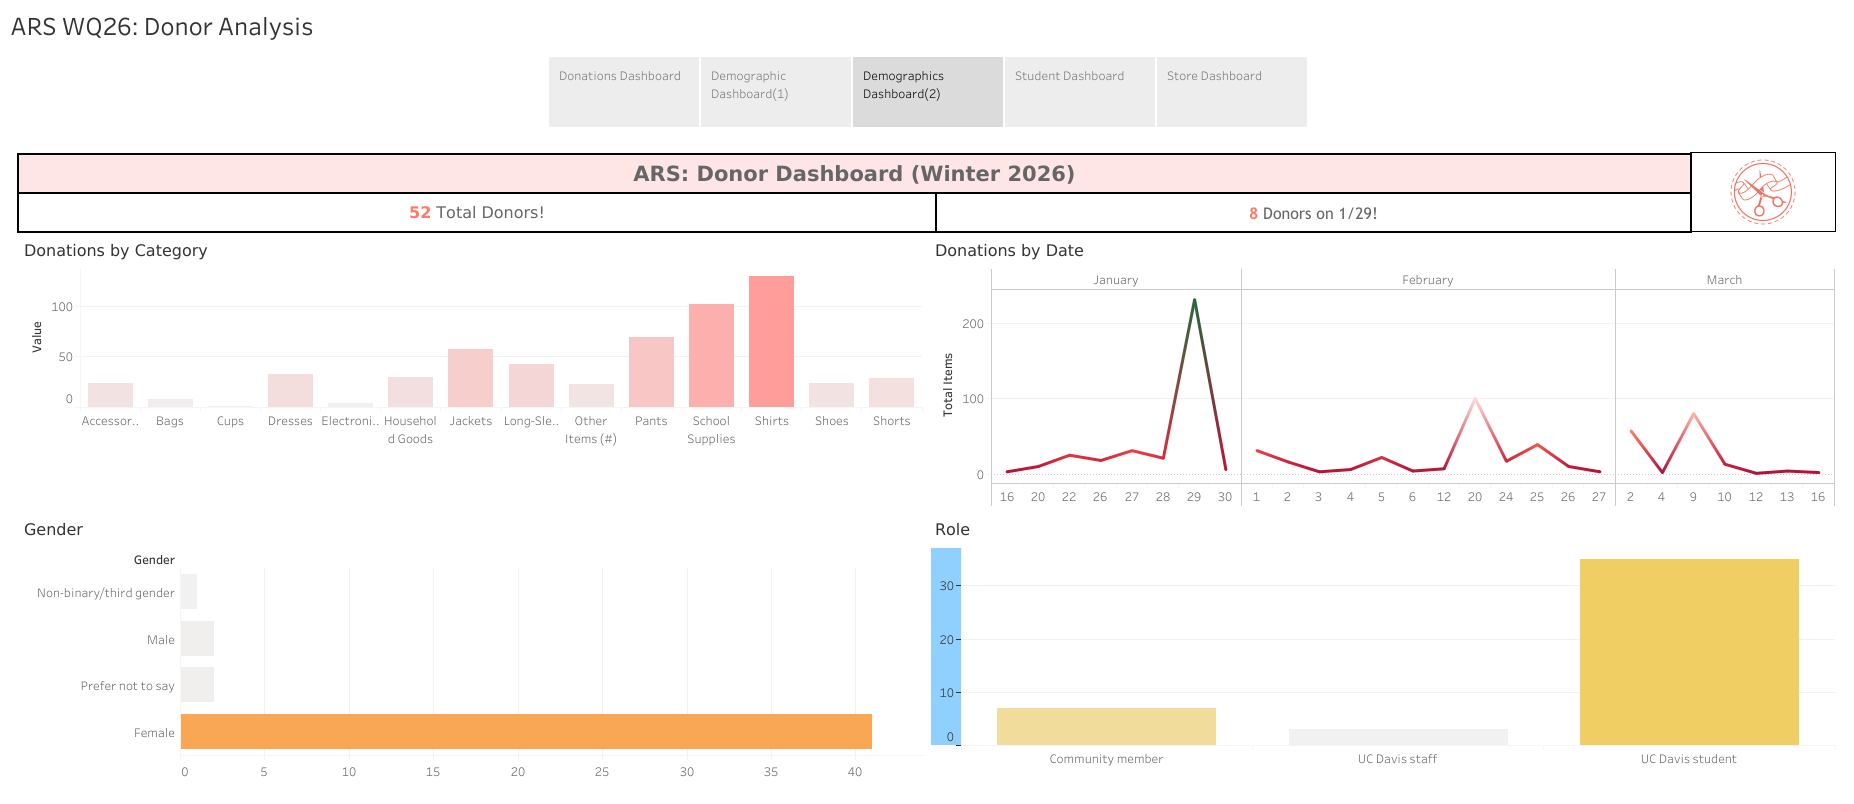 ARS WQ26: Donor Analysis
Donations Dashboard
Demographic
Dashboard(1)
Demographics
Dashboard(2)
Student Dashboard
Store Dashboard
ARS: Donor Dashboard (Winter 2026)
52 Total Donors!
8 Donors on 1/29!
Donations by Category
Value
100
50
0
Accessor..
Bags
Cups
Dresses
Electroni..
Househol
d Goods
Jackets
Long-Sle..
Other
Items (#)
Pants
School
Supplies
Shirts
Shoes
Shorts
Donations by Date
January
February
March
Total Items
200
100
0
16 20 22 26 27 28 29 30 1 2 3 4 5 6 12 20 24 25 26 27 2 4 9 10 12 13 16
Gender
Gender
Non-binary/third gender
Male
Prefer not to say
Female
0 5 10 15 20 25 30 35 40
Role
30
20
10
0
Community member
UC Davis staff
UC Davis student